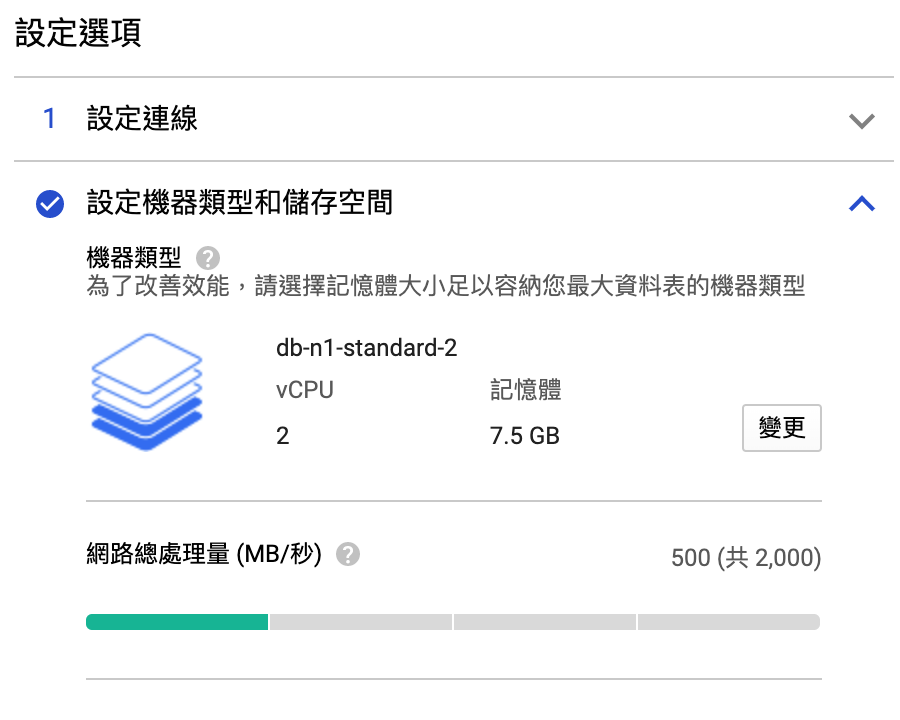 設定選項
1 設定連線
設定機器類型和儲存空間
機器類型 ?
為了改善效能，請選擇記憶體大小足以容納您最大資料表的機器類型
db-n1-standard-2
vCPU 記憶體
2 7.5 GB
變更
網路總處理量 (MB/秒) ? 500 (共 2,000)